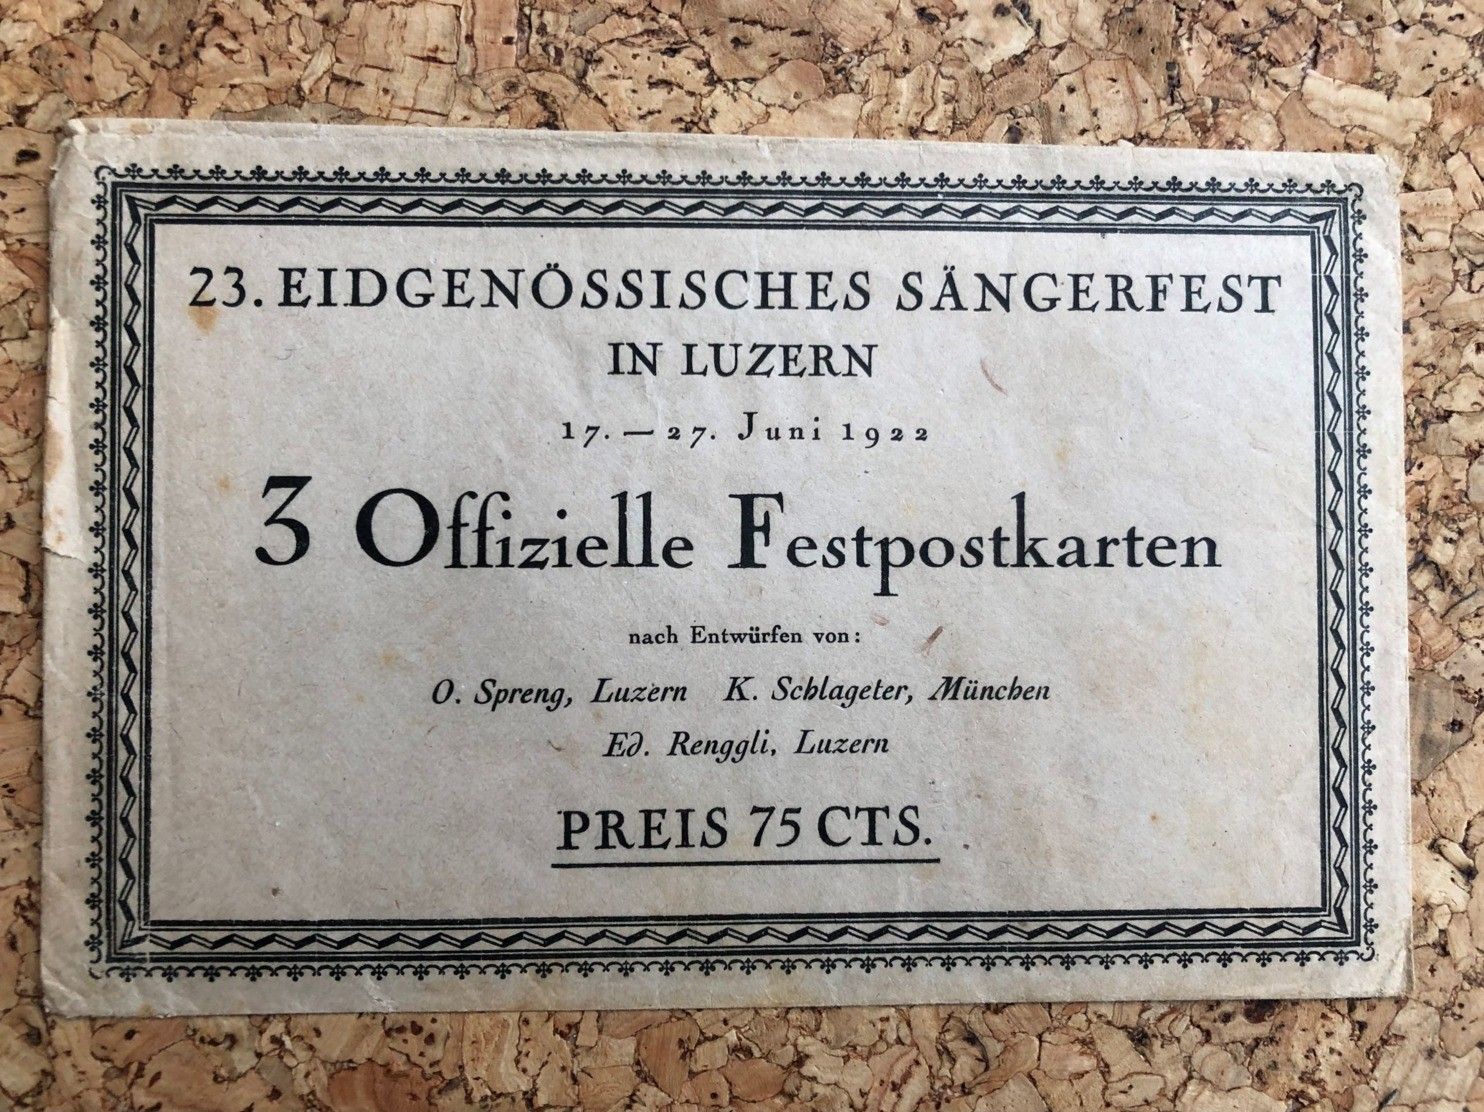 23. EIDGENÖSSISCHES SÄNGERFEST
IN LUZERN
17. — 27. Juni 1922
3 Offizielle Festpostkarten
nach Entwürfen von:
O. Spreng, Luzern K. Schlageter, München
Ed. Renggli, Luzern
PREIS 75 CTS.